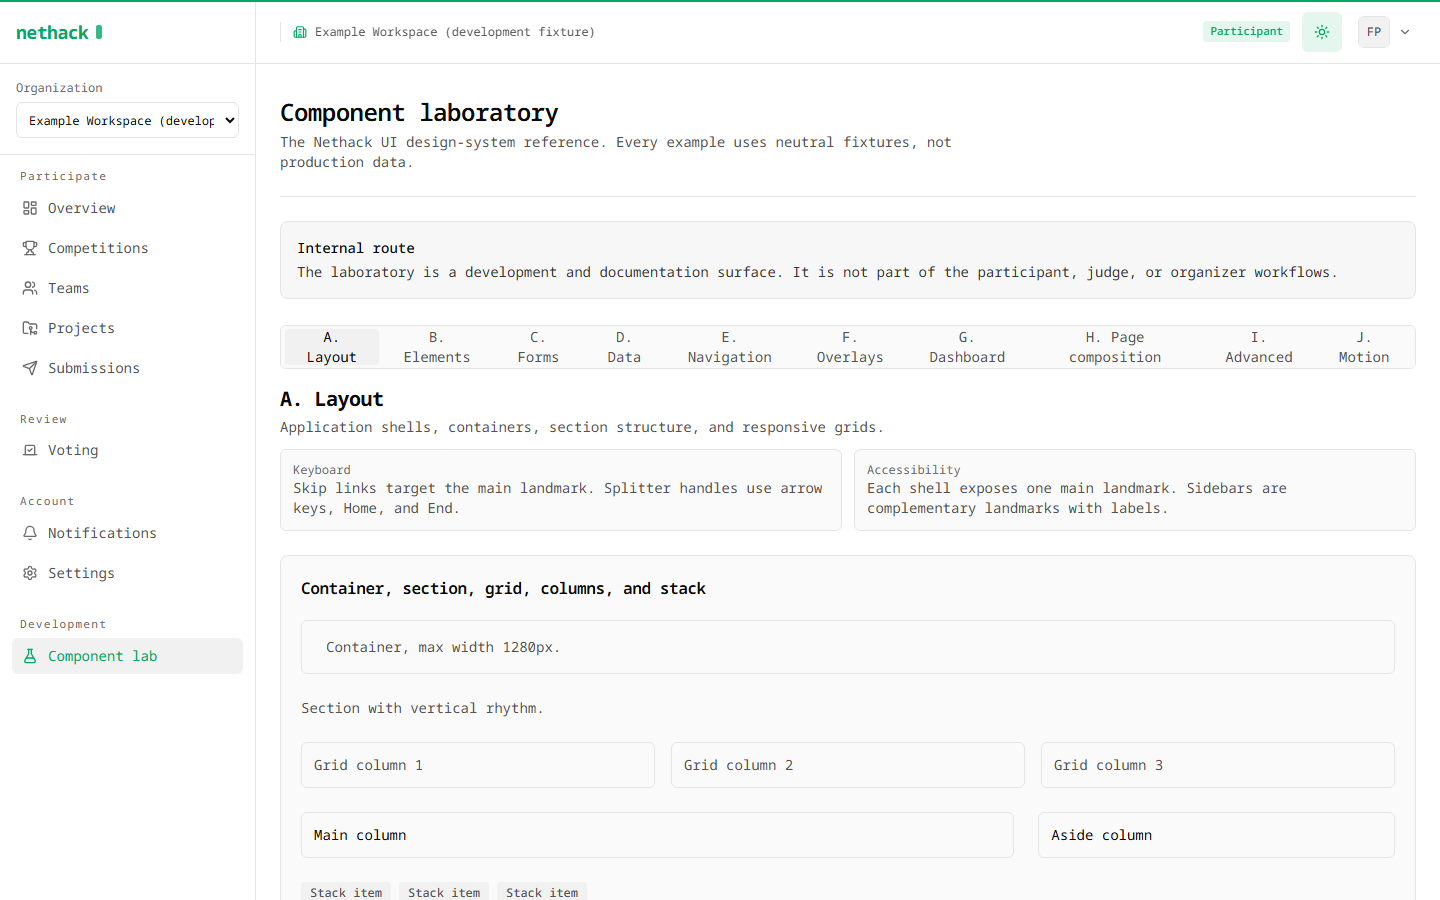 nethack
Example Workspace (development fixture)
Participant
FP
Organization
Example Workspace (develop
Participate
Overview
Competitions
Teams
Projects
Submissions
Review
Voting
Account
Notifications
Settings
Development
Component lab
Component laboratory
The Nethack UI design-system reference. Every example uses neutral fixtures, not
production data.
Internal route
The laboratory is a development and documentation surface. It is not part of the participant, judge, or organizer workflows.
A.
Layout
B.
Elements
C.
Forms
D.
Data
E.
Navigation
F.
Overlays
G.
Dashboard
H. Page
composition
I.
Advanced
J.
Motion
A. Layout
Application shells, containers, section structure, and responsive grids.
Keyboard
Skip links target the main landmark. Splitter handles use arrow
keys, Home, and End.
Accessibility
Each shell exposes one main landmark. Sidebars are
complementary landmarks with labels.
Container, section, grid, columns, and stack
Container, max width 1280px.
Section with vertical rhythm.
Grid column 1
Grid column 2
Grid column 3
Main column
Aside column
Stack item
Stack item
Stack item